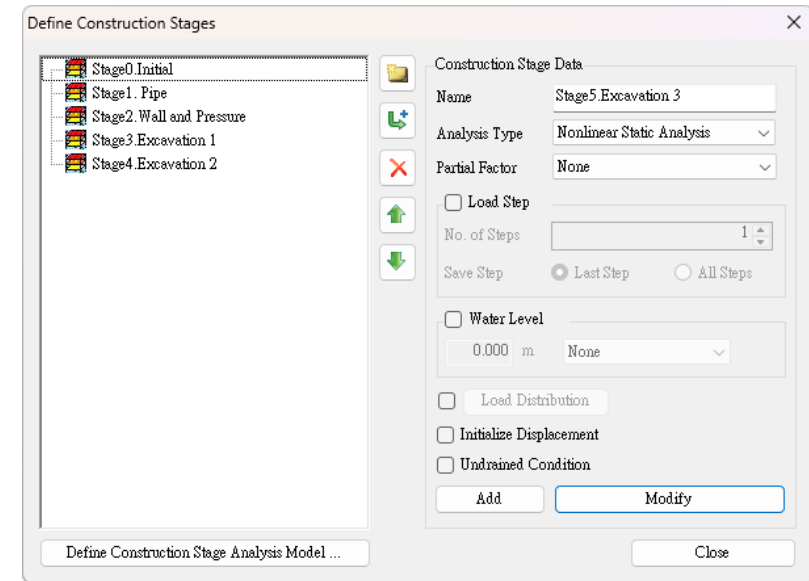 Define Construction Stages
Stage0.Initial
Stage1. Pipe
Stage2.Wall and Pressure
Stage3.Excavation 1
Stage4.Excavation 2
Define Construction Stage Analysis Model ...
Construction Stage Data
Name Stage5.Excavation 3
Analysis Type Nonlinear Static Analysis
Partial Factor None
Load Step
No. of Steps 1
Save Step Last Step All Steps
Water Level
0.000 m None
Load Distribution
Initialize Displacement
Undrained Condition
Add Modify
Close